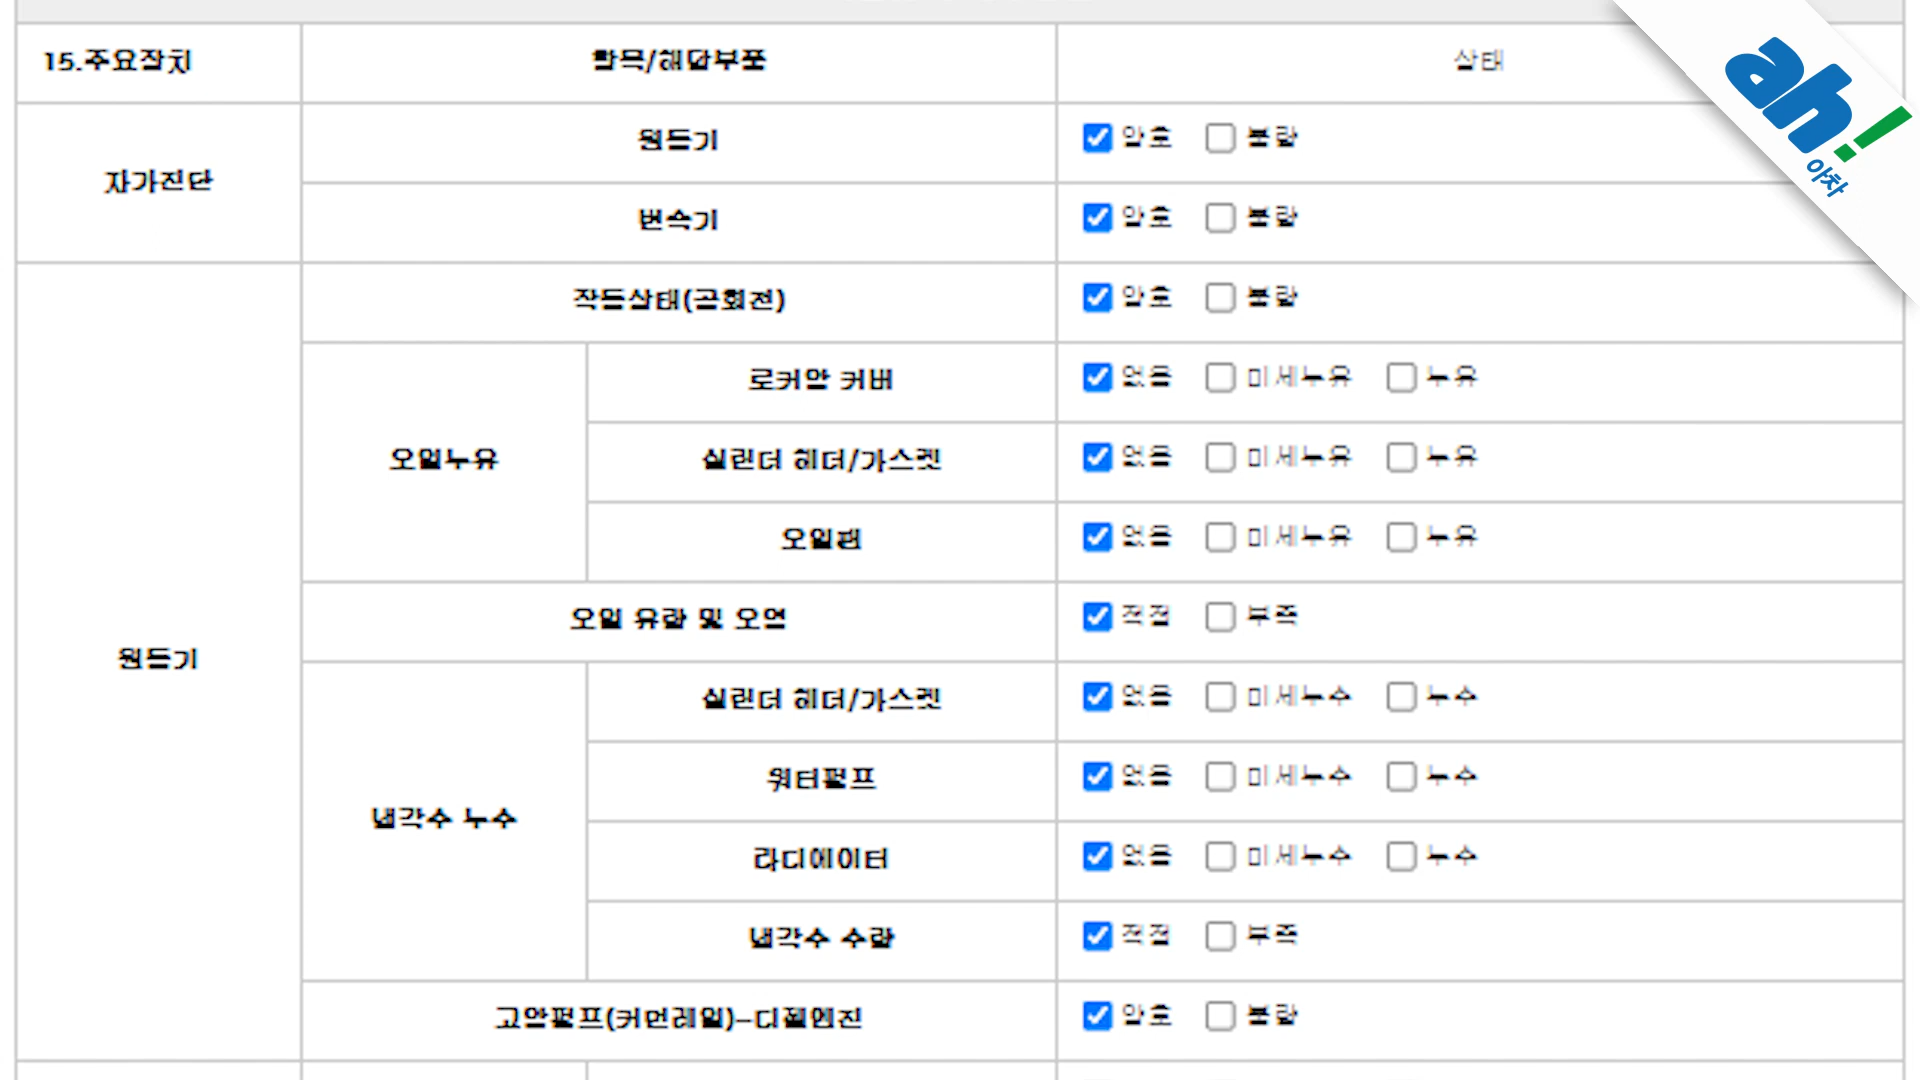 15.주요장치 항목/해당부품 상태
자가진단 원동기 양호 불량
변속기 양호 불량
원동기 작동상태(공회전) 양호 불량
오일누유 로커암 커버 없음 미세누유 누유
실린더 헤더/가스켓 없음 미세누유 누유
오일팬 없음 미세누유 누유
오일 유량 및 오염 적정 부족
냉각수 누수 실린더 헤더/가스켓 없음 미세누수 누수
워터펌프 없음 미세누수 누수
라디에이터 없음 미세누수 누수
냉각수 수량 적정 부족
고압펌프(커먼레일)-디젤엔진 양호 불량
ah!
아차